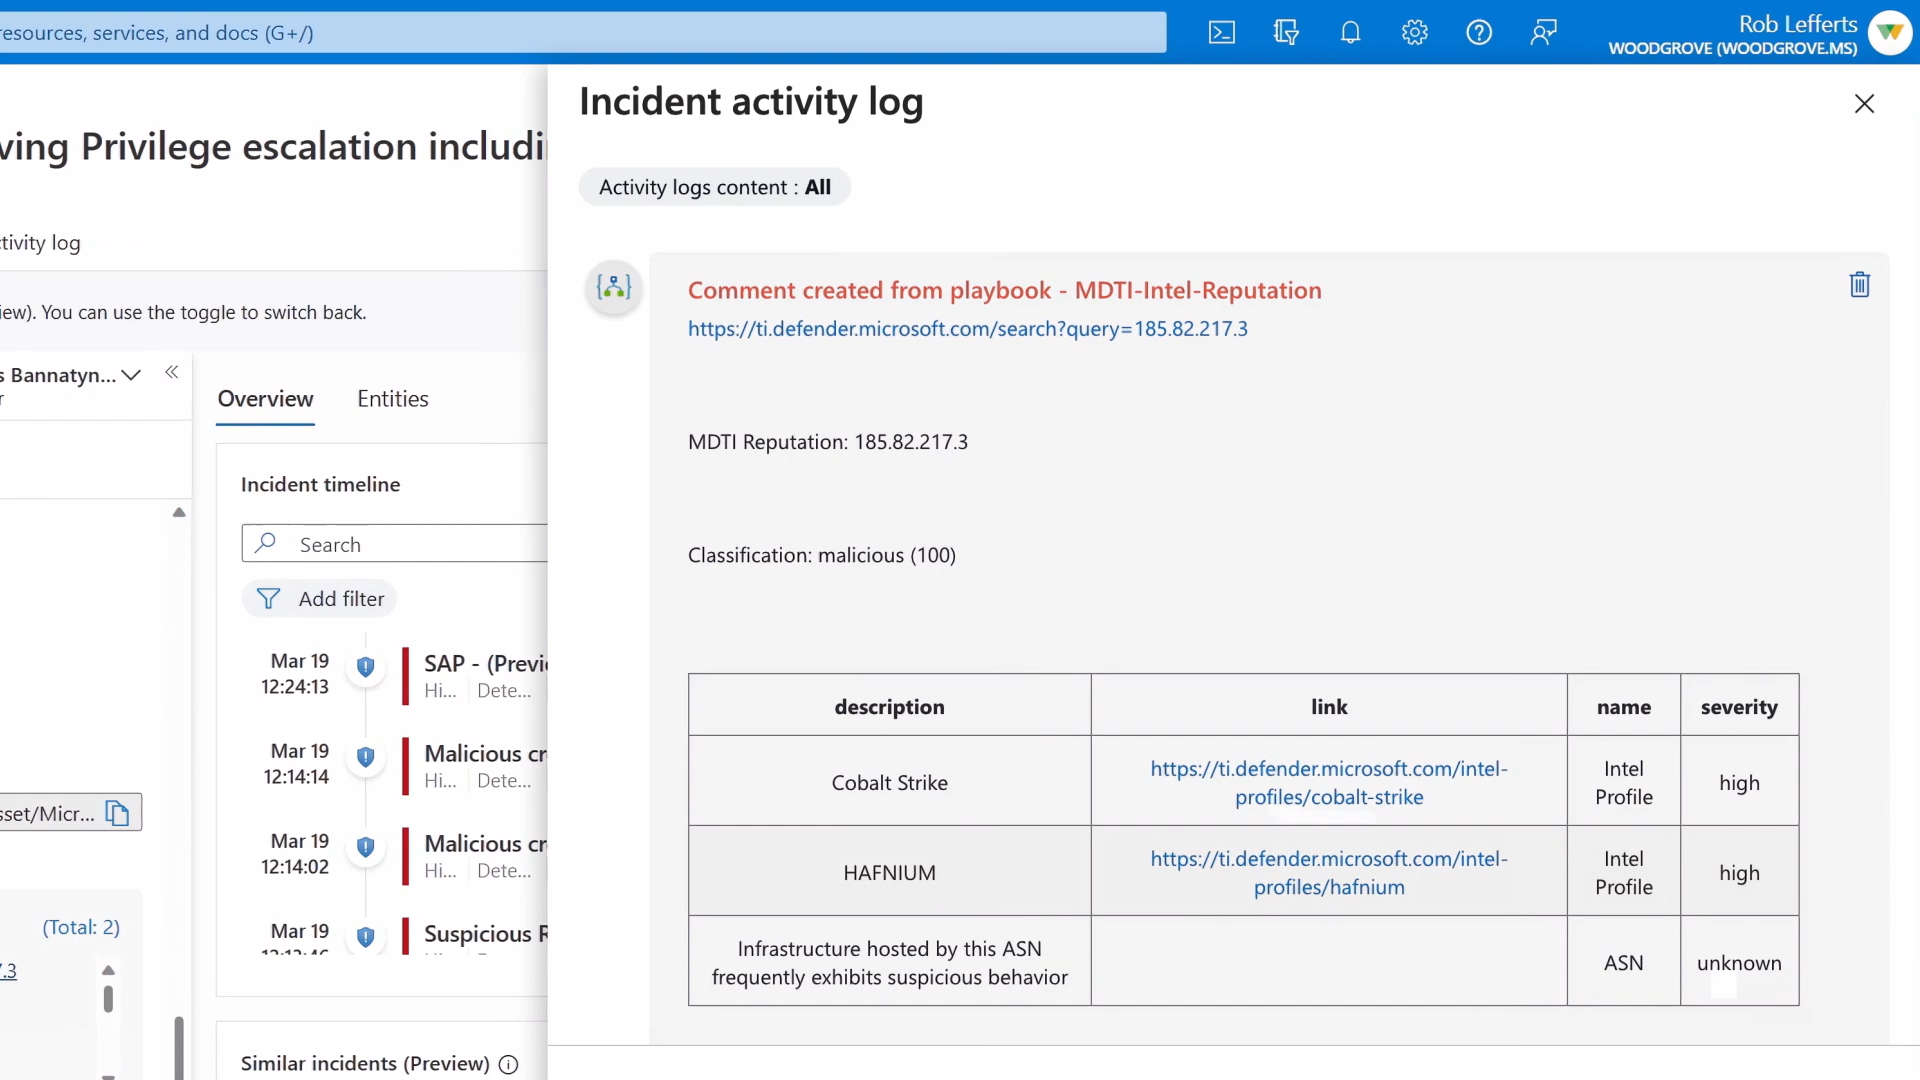 resources, services, and docs (G+/)
Rob Lefferts
WOODGROVE (WOODGROVE.MS)
ving Privilege escalation includi
tivity log
iew). You can use the toggle to switch back.
s Bannatyn...
r
Overview
Entities
Incident timeline
Search
Add filter
Mar 19
12:24:13
SAP - (Previe
Hi... Dete...
Mar 19
12:14:14
Malicious cr
Hi... Dete...
Mar 19
12:14:02
Malicious cr
Hi... Dete...
Mar 19
Suspicious R
sset/Micr...
(Total: 2)
7.3
Similar incidents (Preview)
Incident activity log
Activity logs content : All
Comment created from playbook - MDTI-Intel-Reputation
https://ti.defender.microsoft.com/search?query=185.82.217.3
MDTI Reputation: 185.82.217.3
Classification: malicious (100)
description link name severity
Cobalt Strike https://ti.defender.microsoft.com/intel-profiles/cobalt-strike Intel Profile high
HAFNIUM https://ti.defender.microsoft.com/intel-profiles/hafnium Intel Profile high
Infrastructure hosted by this ASN frequently exhibits suspicious behavior ASN unknown